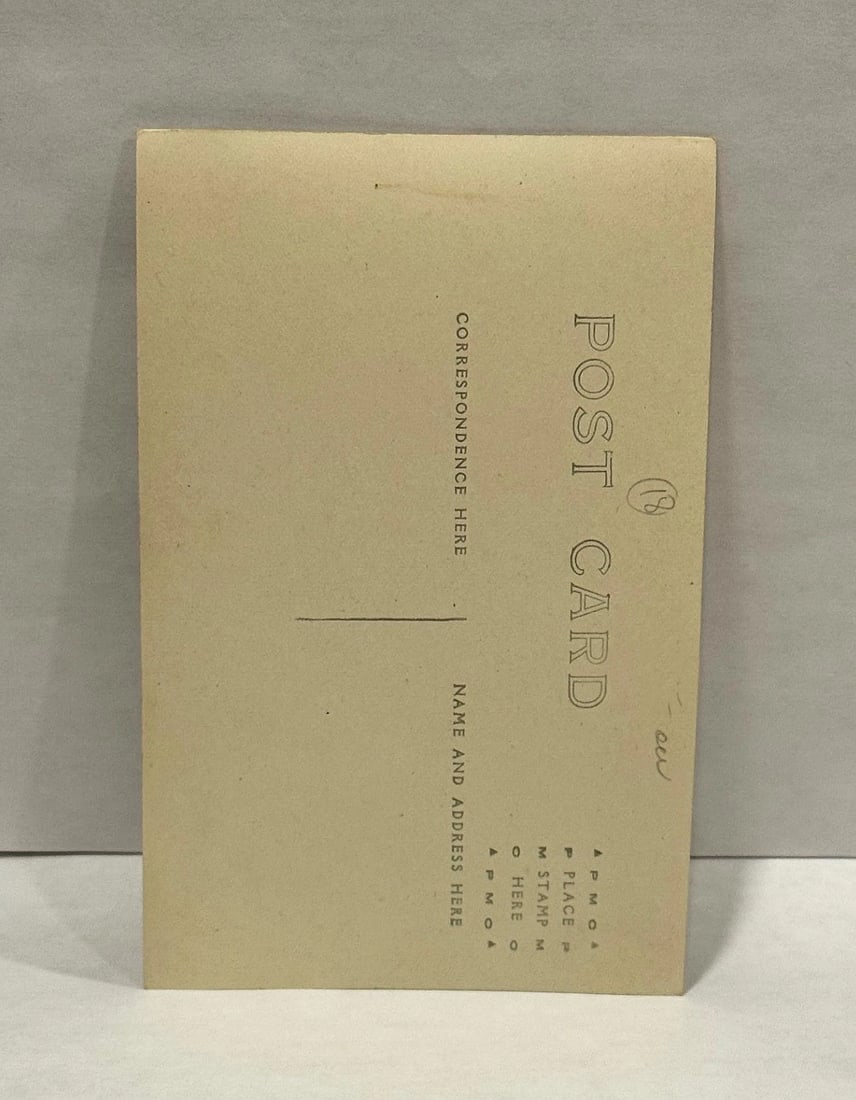 (18)
POST CARD
▲ P M O ▲
P PLACE P
M STAMP M
O HERE O
▲ P M O ▲
CORRESPONDENCE HERE
NAME AND ADDRESS HERE